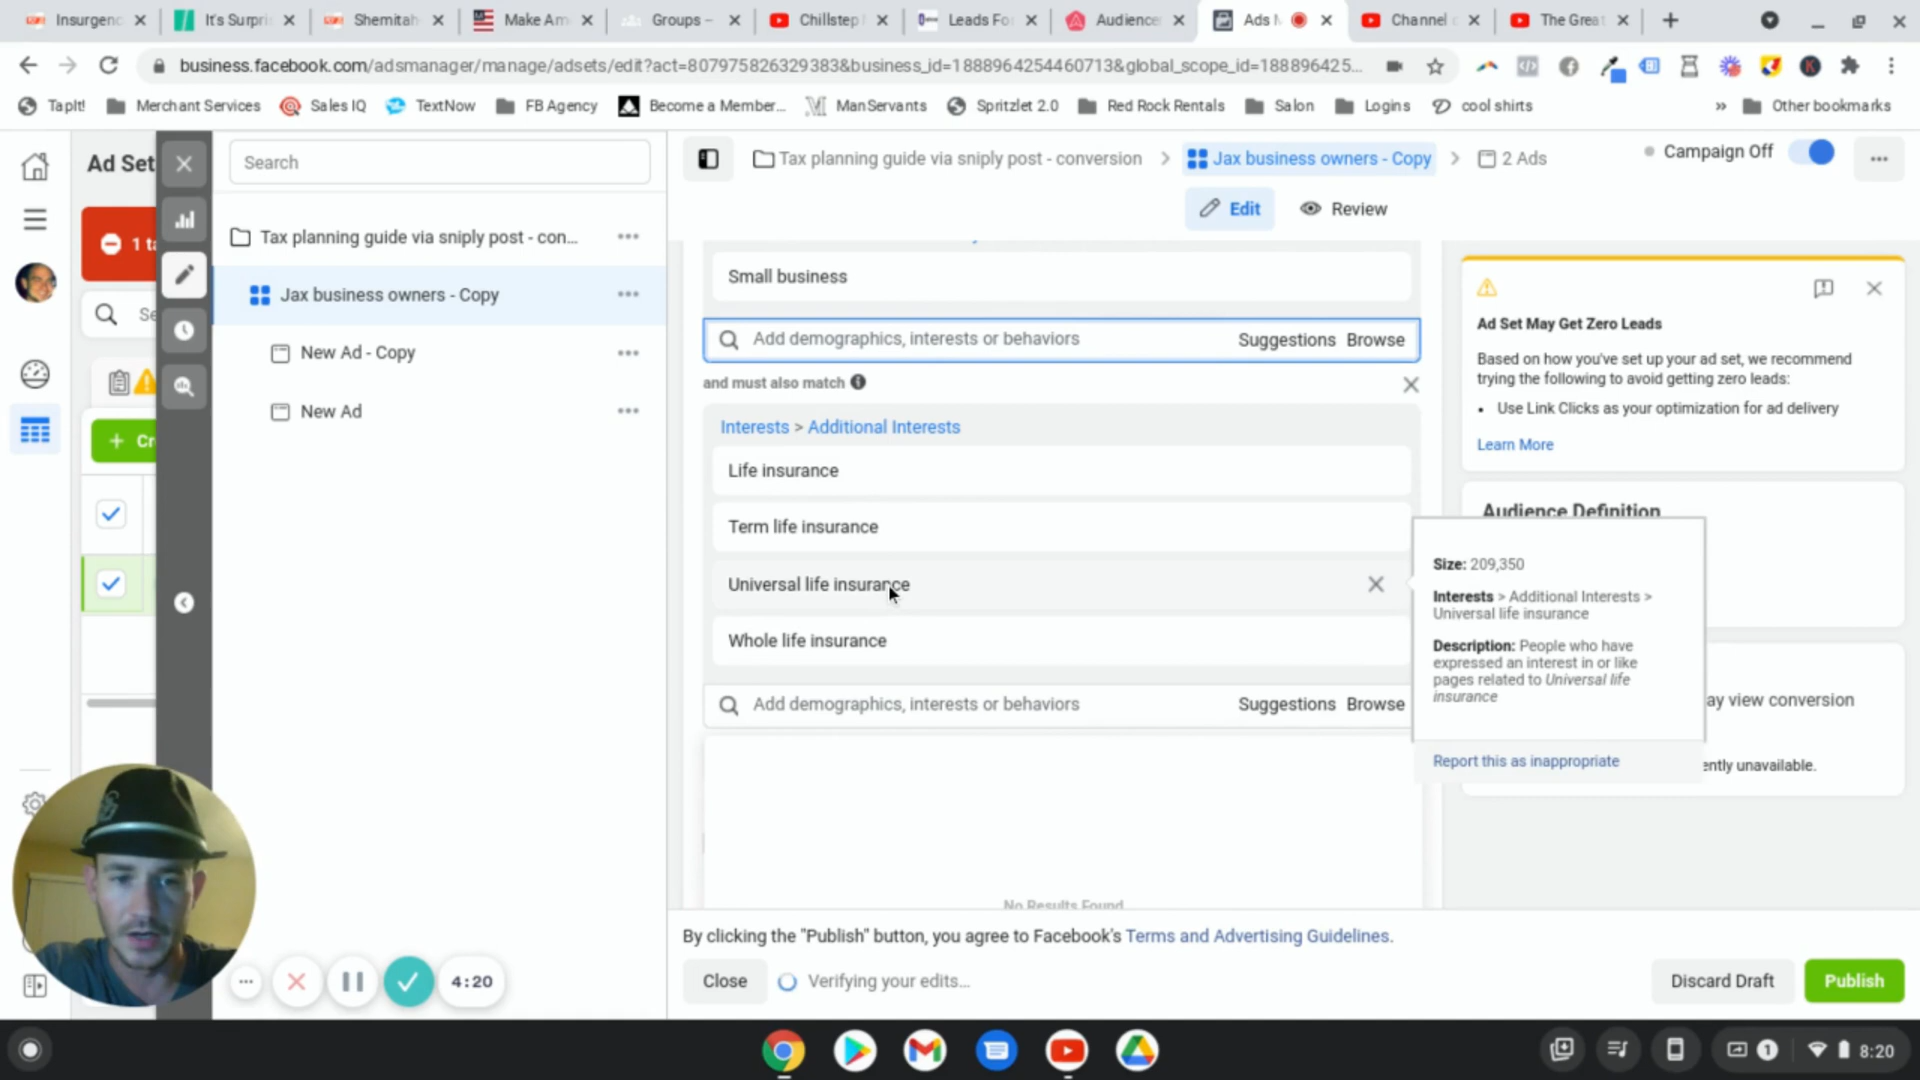 Insurgenc
It's Surpri
Shemitah
Make Am
Groups –
Chillstep
Leads Fo
Audience
Ads M
Channel
The Great
business.facebook.com/adsmanager/manage/adsets/edit?act=807975826329383&business_id=1888964254460713&global_scope_id=188896425...
TapIt!
Merchant Services
Sales IQ
TextNow
FB Agency
Become a Member...
ManServants
Spritzlet 2.0
Red Rock Rentals
Salon
Logins
cool shirts
»
Other bookmarks
Ad Set
Search
Tax planning guide via sniply post - conversion
Jax business owners - Copy
2 Ads
Campaign Off
Edit
Review
1 ta
Tax planning guide via sniply post - con...
Jax business owners - Copy
New Ad - Copy
New Ad
Se
+ Cr
Small business
Add demographics, interests or behaviors
Suggestions
Browse
and must also match
Interests > Additional Interests
Life insurance
Term life insurance
Universal life insurance
Whole life insurance
Add demographics, interests or behaviors
Suggestions
Browse
No Results Found
Ad Set May Get Zero Leads
Based on how you've set up your ad set, we recommend
trying the following to avoid getting zero leads:
• Use Link Clicks as your optimization for ad delivery
Learn More
Audience Definition
Size: 209,350
Interests > Additional Interests >
Universal life insurance
Description: People who have
expressed an interest in or like
pages related to Universal life
insurance
Report this as inappropriate
ay view conversion
ently unavailable.
By clicking the "Publish" button, you agree to Facebook's Terms and Advertising Guidelines.
Close
Verifying your edits...
Discard Draft
Publish
4:20
1
8:20